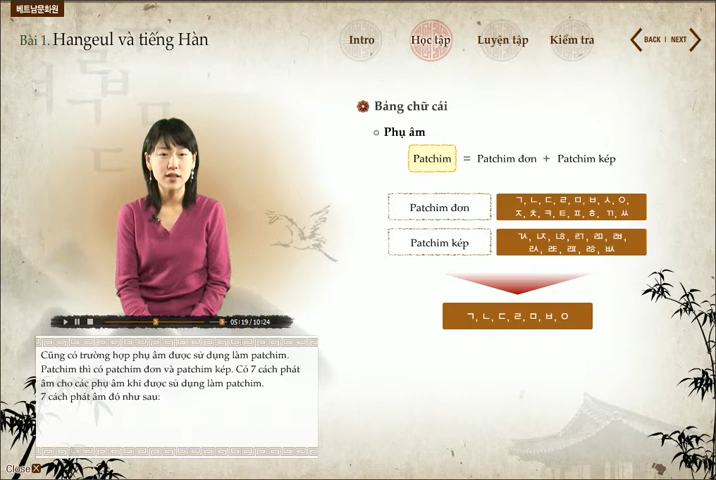 베트남문화원
Bài 1. Hangeul và tiếng Hàn
Intro
Học tập
Luyện tập
Kiểm tra
BACK | NEXT
Bảng chữ cái
Phụ âm
Patchim = Patchim đơn + Patchim kép
Patchim đơn
ㄱ, ㄴ, ㄷ, ㄹ, ㅁ, ㅂ, ㅅ, ㅇ,
ㅈ, ㅊ, ㅋ, ㅌ, ㅍ, ㅎ, ㄲ, ㅆ
Patchim kép
ㄳ, ㄵ, ㄶ, ㄺ, ㄻ, ㄼ,
ㄽ, ㄾ, ㄿ, ㅀ, ㅄ
ㄱ, ㄴ, ㄷ, ㄹ, ㅁ, ㅂ, ㅇ
05:19 / 10:24
Cũng có trường hợp phụ âm được sử dụng làm patchim.
Patchim thì có patchim đơn và patchim kép. Có 7 cách phát
âm cho các phụ âm khi được sử dụng làm patchim.
7 cách phát âm đó như sau:
Close